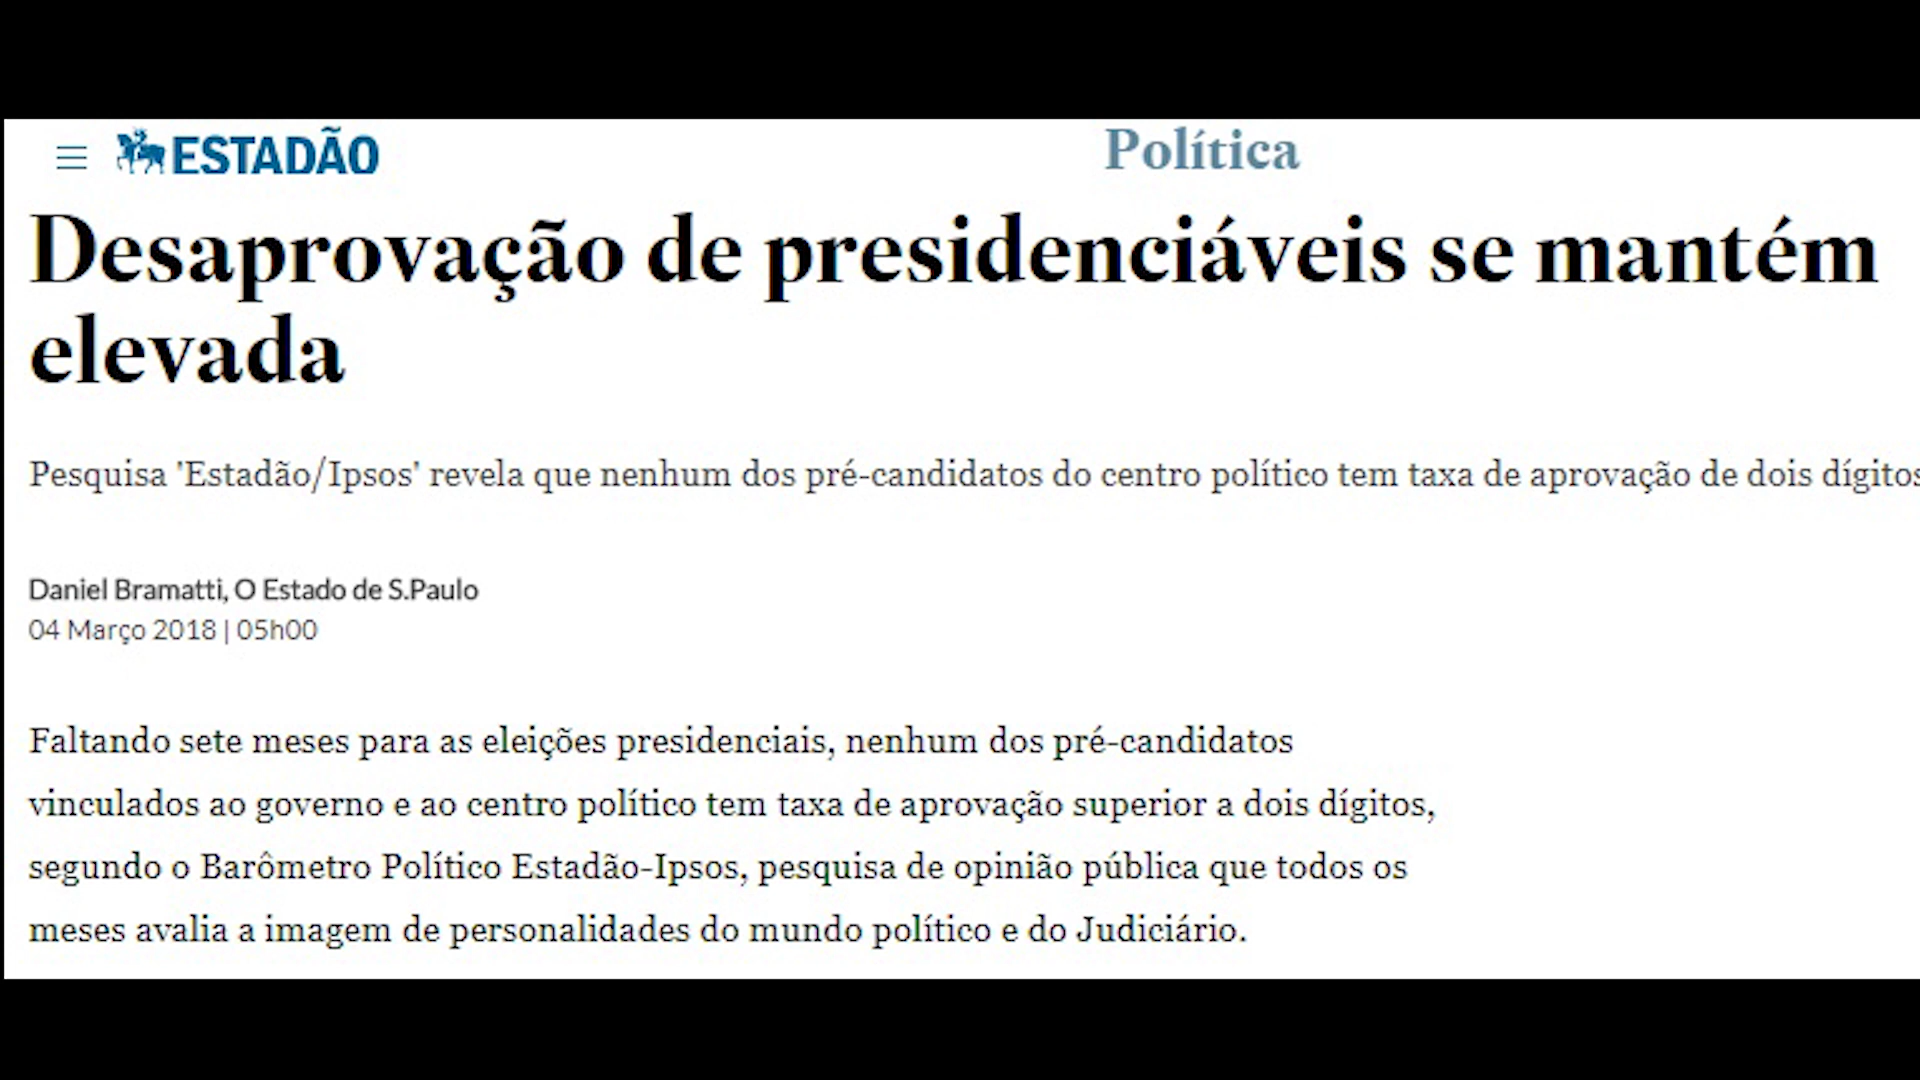 ESTADÃO
Política
Desaprovação de presidenciáveis se mantém
elevada
Pesquisa 'Estadão/Ipsos' revela que nenhum dos pré-candidatos do centro político tem taxa de aprovação de dois dígitos
Daniel Bramatti, O Estado de S.Paulo
04 Março 2018 | 05h00
Faltando sete meses para as eleições presidenciais, nenhum dos pré-candidatos
vinculados ao governo e ao centro político tem taxa de aprovação superior a dois dígitos,
segundo o Barômetro Político Estadão-Ipsos, pesquisa de opinião pública que todos os
meses avalia a imagem de personalidades do mundo político e do Judiciário.